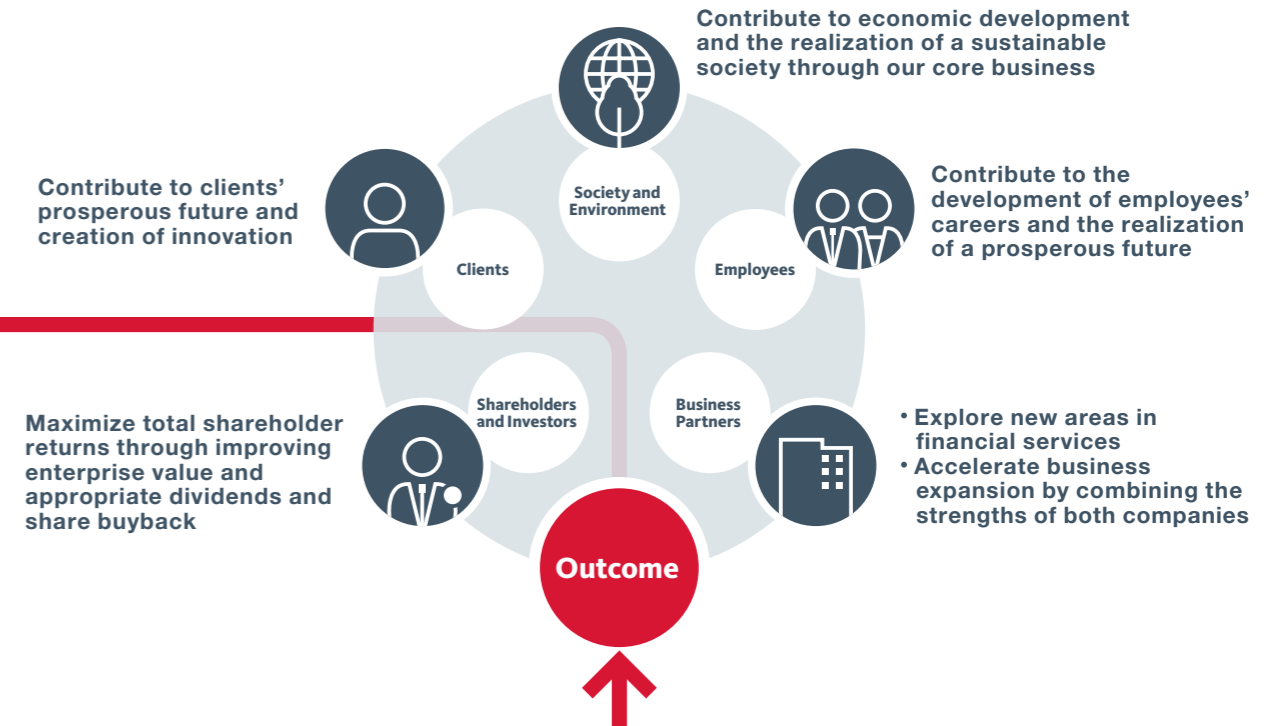 Contribute to economic development
and the realization of a sustainable
society through our core business
Society and
Environment
Contribute to clients’
prosperous future and
creation of innovation
Clients
Employees
Contribute to the
development of employees’
careers and the realization
of a prosperous future
Maximize total shareholder
returns through improving
enterprise value and
appropriate dividends and
share buyback
Shareholders
and Investors
Business
Partners
• Explore new areas in
financial services
• Accelerate business
expansion by combining the
strengths of both companies
Outcome